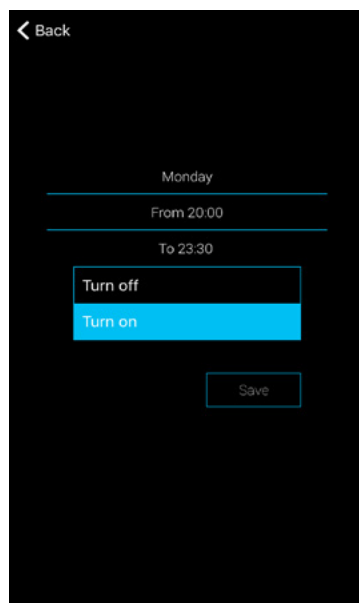 Back
Monday
From 20:00
To 23:30
Turn off
Turn on
Save